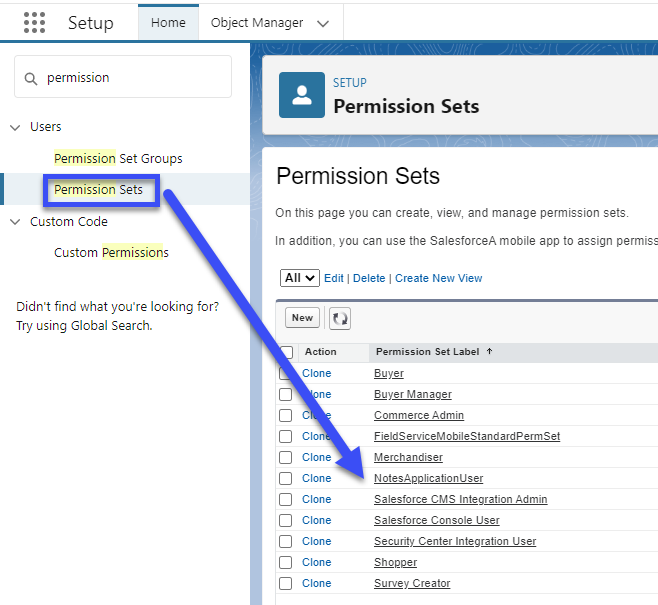 Setup Home Object Manager
permission
Users
Permission Set Groups
Permission Sets
Custom Code
Custom Permissions
Didn't find what you're looking for?
Try using Global Search.
SETUP
Permission Sets
Permission Sets
On this page you can create, view, and manage permission sets.
In addition, you can use the SalesforceA mobile app to assign permiss
All Edit | Delete | Create New View
New
Action Permission Set Label ↑
Clone Buyer
Clone Buyer Manager
Clone Commerce Admin
Clone FieldServiceMobileStandardPermSet
Clone Merchandiser
Clone NotesApplicationUser
Clone Salesforce CMS Integration Admin
Clone Salesforce Console User
Clone Security Center Integration User
Clone Shopper
Clone Survey Creator